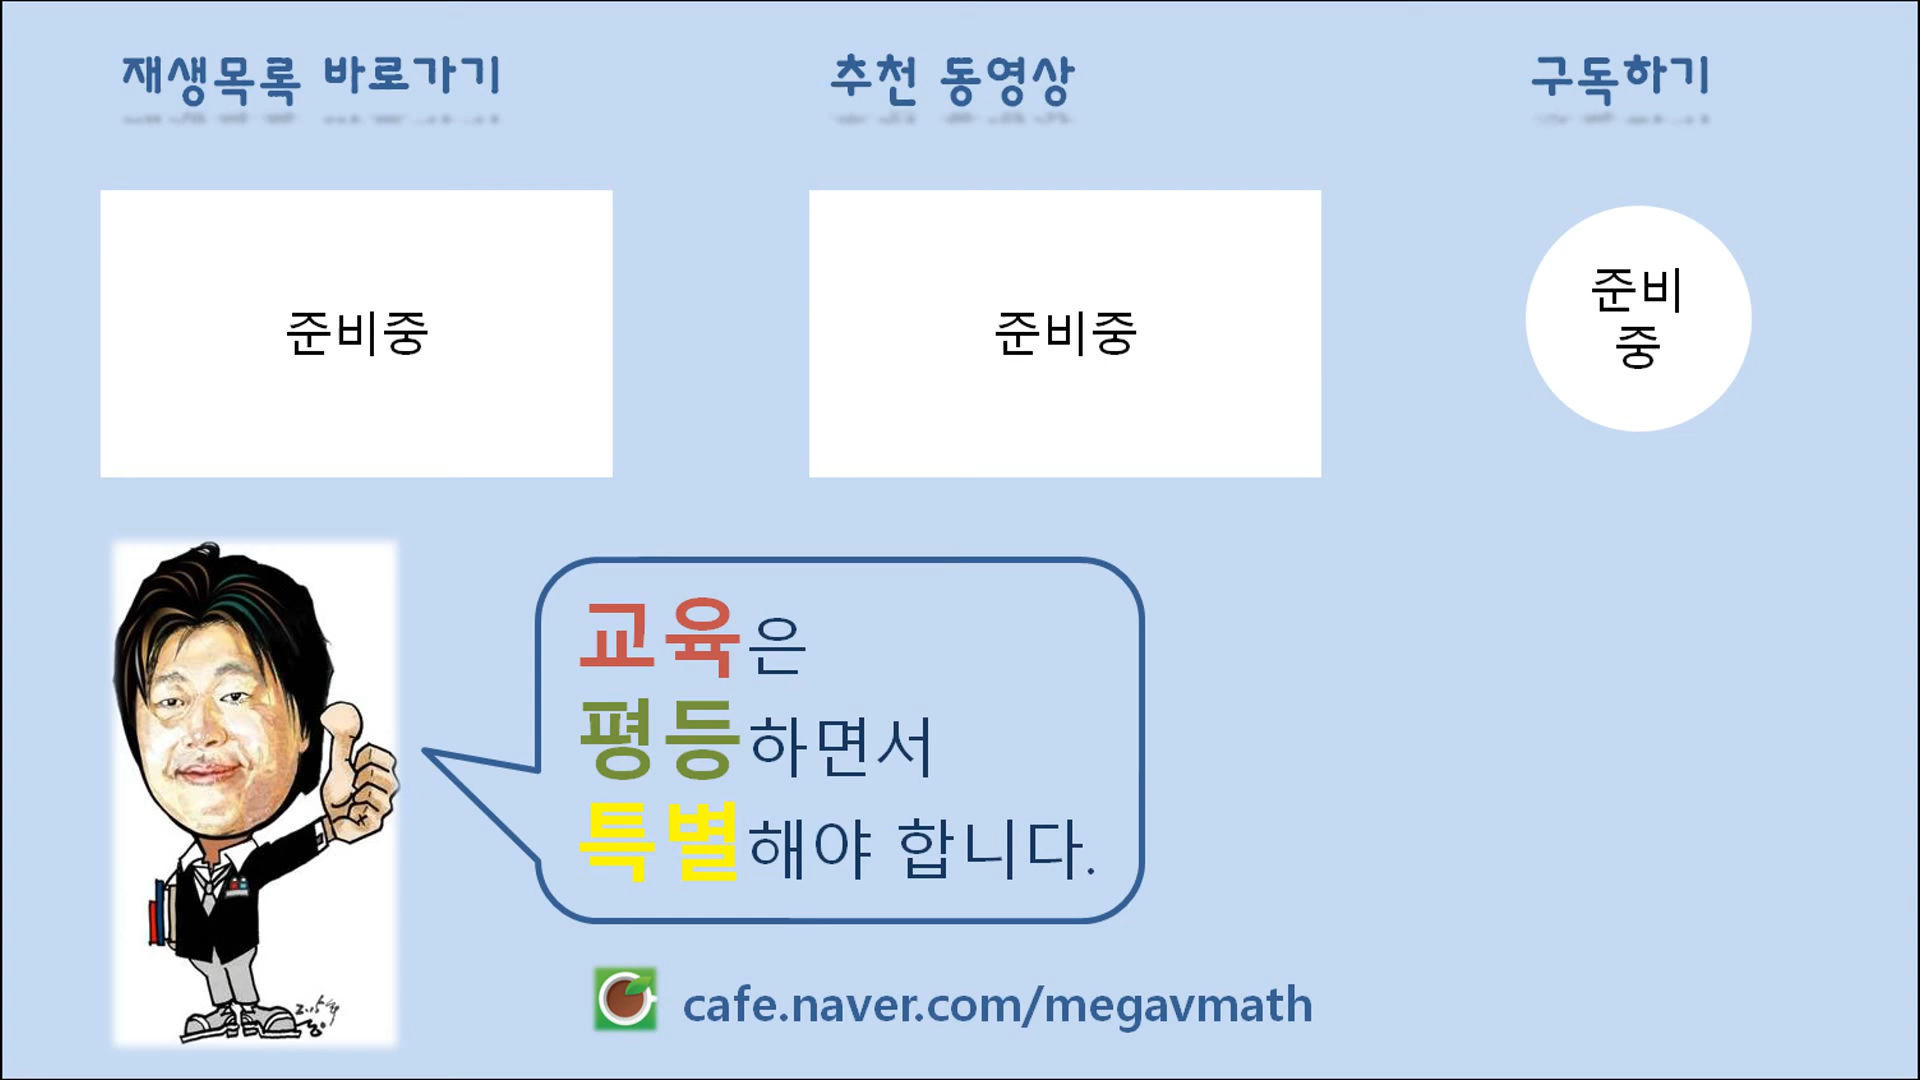 재생목록 바로가기
추천 동영상
구독하기
준비중
준비중
준비
중
교육은
평등하면서
특별해야 합니다.
cafe.naver.com/megavmath